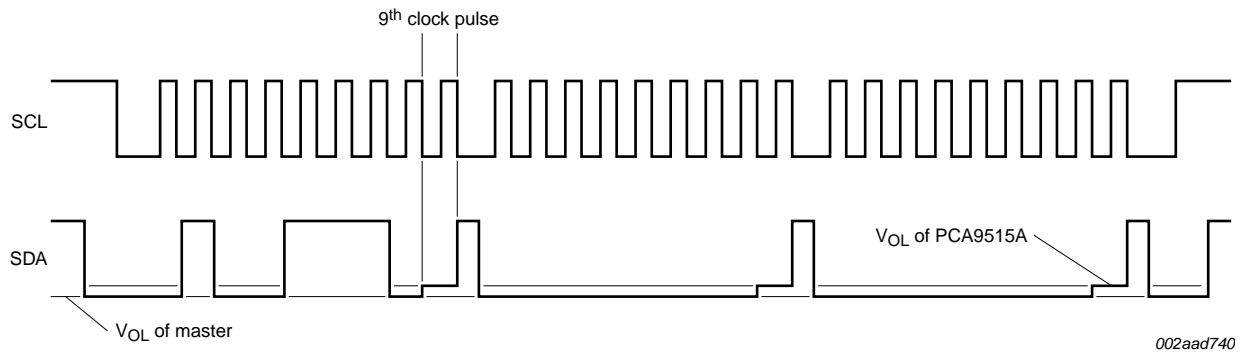 9th clock pulse
SCL
SDA
VOL of PCA9515A
VOL of master
002aad740